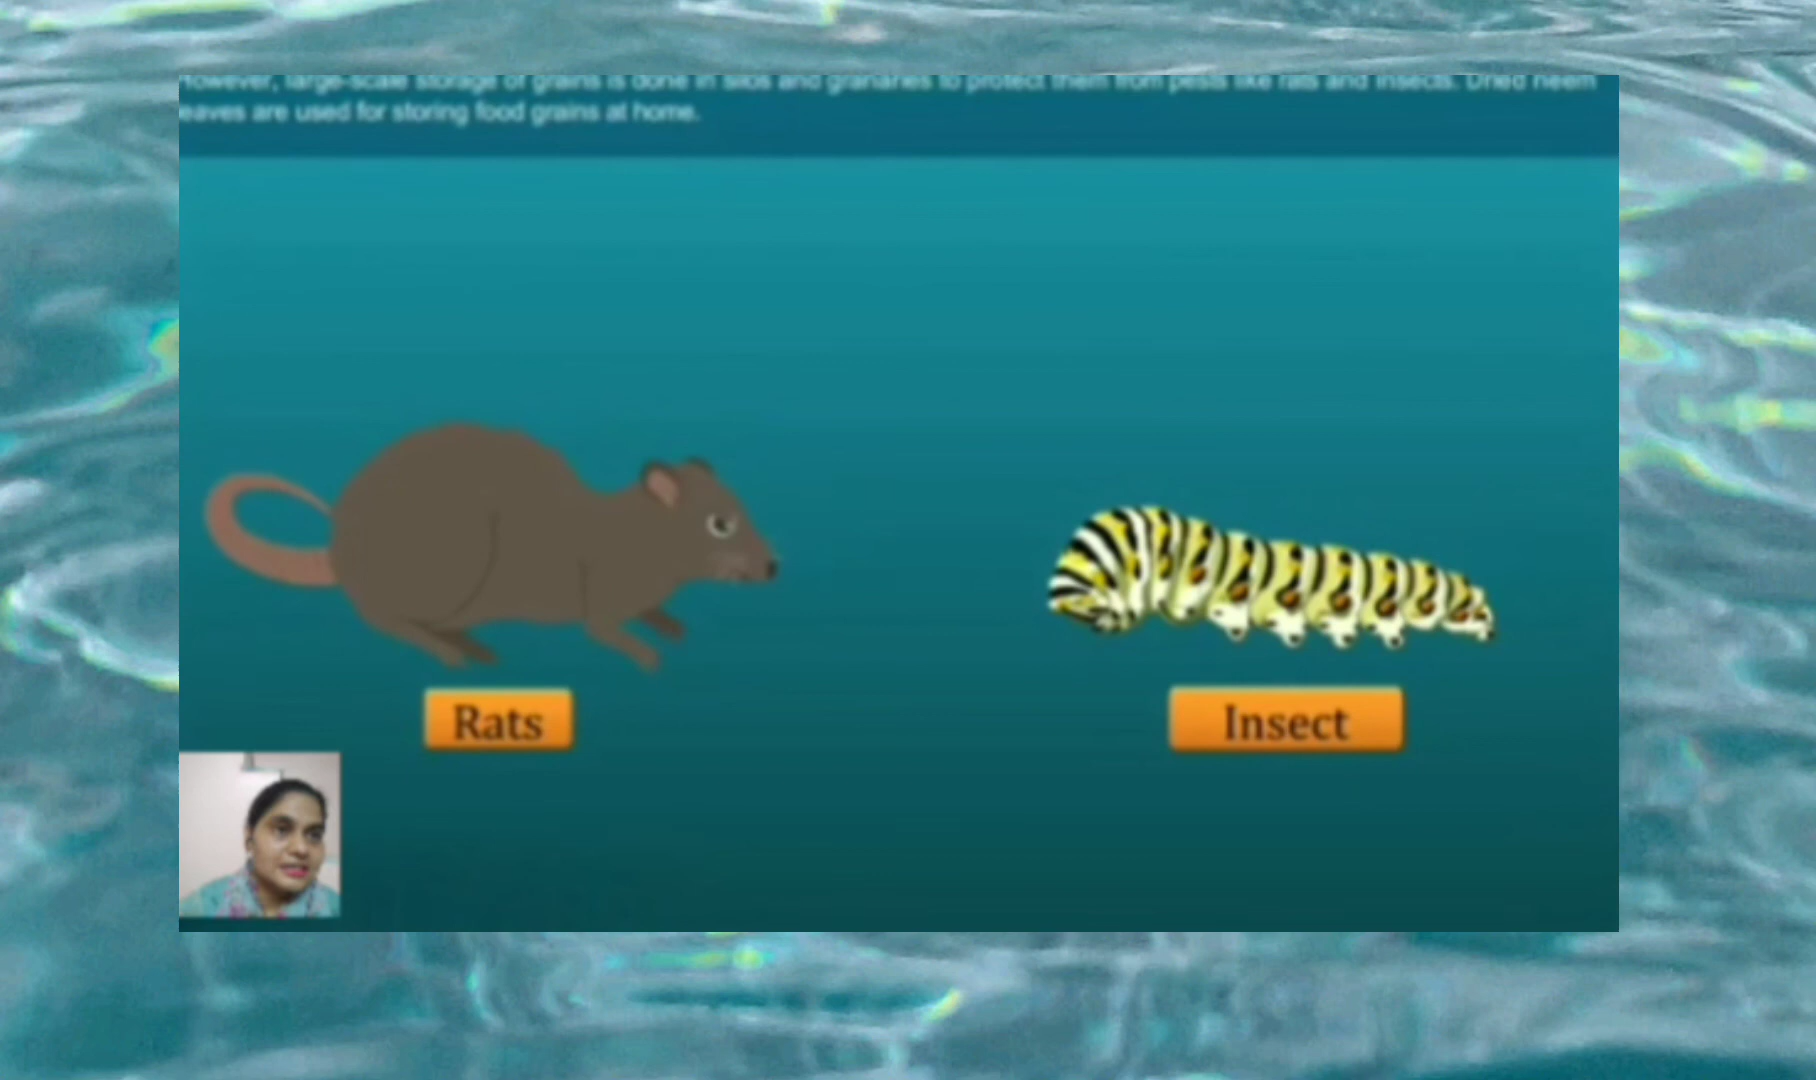 However, large-scale storage of grains is done in silos and granaries to protect them from pests like rats and insects. Dried neem
eaves are used for storing food grains at home.
Rats
Insect